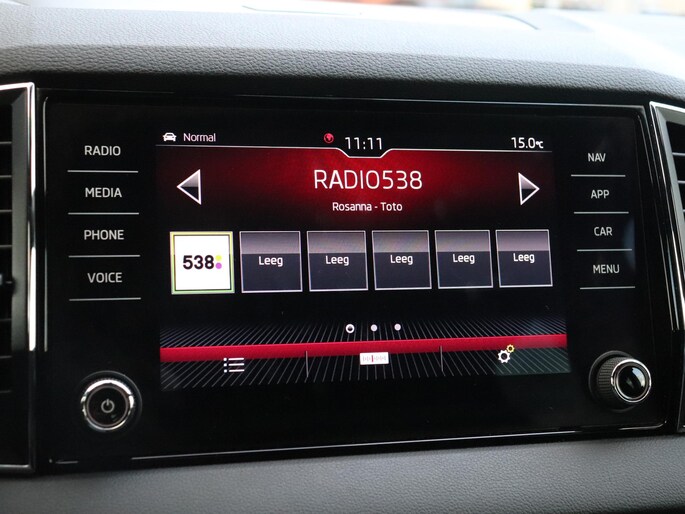 RADIO
MEDIA
PHONE
VOICE
Normal
11:11
15.0°C
RADIO538
Rosanna - Toto
538
Leeg
Leeg
Leeg
Leeg
Leeg
NAV
APP
CAR
MENU